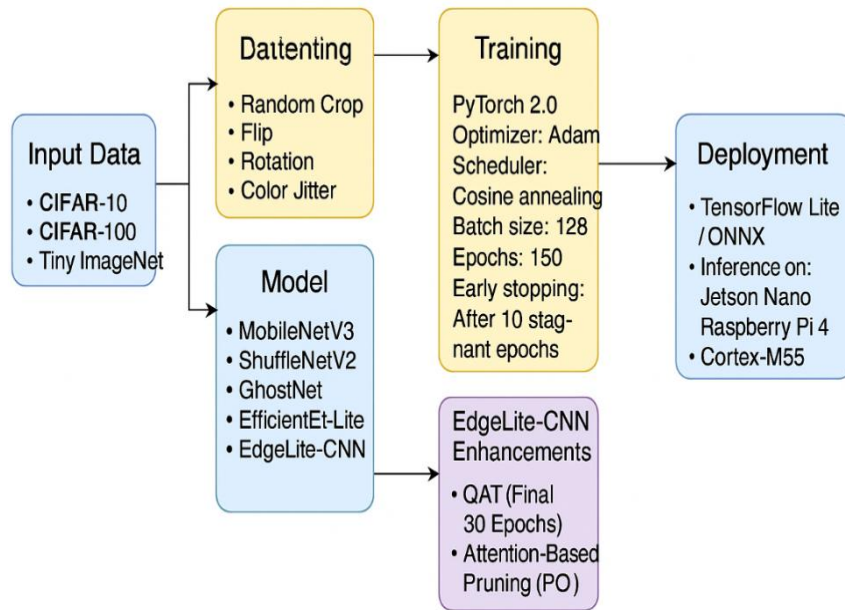 Input Data
• CIFAR-10
• CIFAR-100
• Tiny ImageNet
Dattenting
• Random Crop
• Flip
• Rotation
• Color Jitter
Model
• MobileNetV3
• ShuffleNetV2
• GhostNet
• EfficientEt-Lite
• EdgeLite-CNN
Training
PyTorch 2.0
Optimizer: Adam
Scheduler:
Cosine annealing
Batch size: 128
Epochs: 150
Early stopping:
After 10 stag-
nant epochs
EdgeLite-CNN
Enhancements
• QAT (Final
30 Epochs)
• Attention-Based
Pruning (PO)
Deployment
• TensorFlow Lite
/ ONNX
• Inference on:
Jetson Nano
Raspberry Pi 4
• Cortex-M55